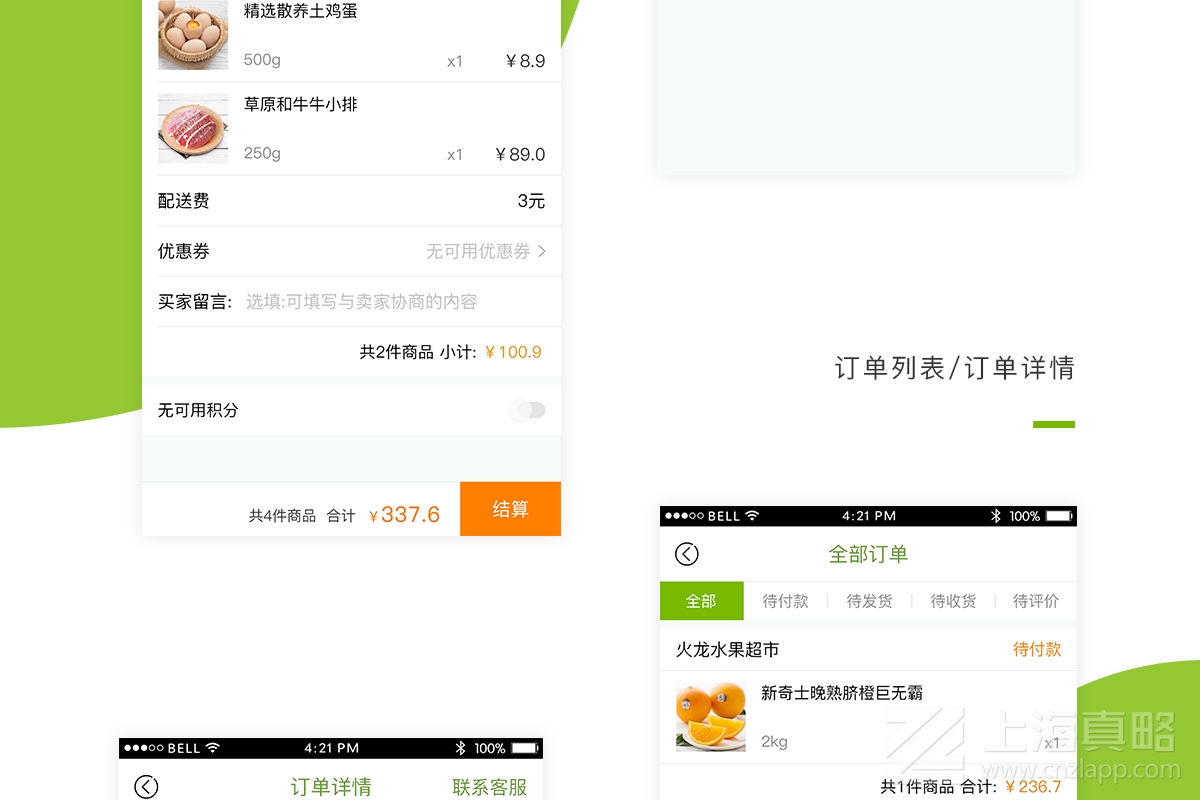 精选散养土鸡蛋
500g x1 ¥8.9
草原和牛牛小排
250g x1 ¥89.0
配送费 3元
优惠券 无可用优惠券
买家留言: 选填:可填写与卖家协商的内容
共2件商品 小计: ¥100.9
无可用积分
共4件商品 合计 ¥337.6 结算
BELL 4:21 PM 100%
订单详情 联系客服
订单列表/订单详情
BELL 4:21 PM 100%
全部订单
全部 待付款 待发货 待收货 待评价
火龙水果超市 待付款
新奇士晚熟脐橙巨无霸
2kg x1
共1件商品 合计: ¥236.7
上海真略
www.cnzlapp.com